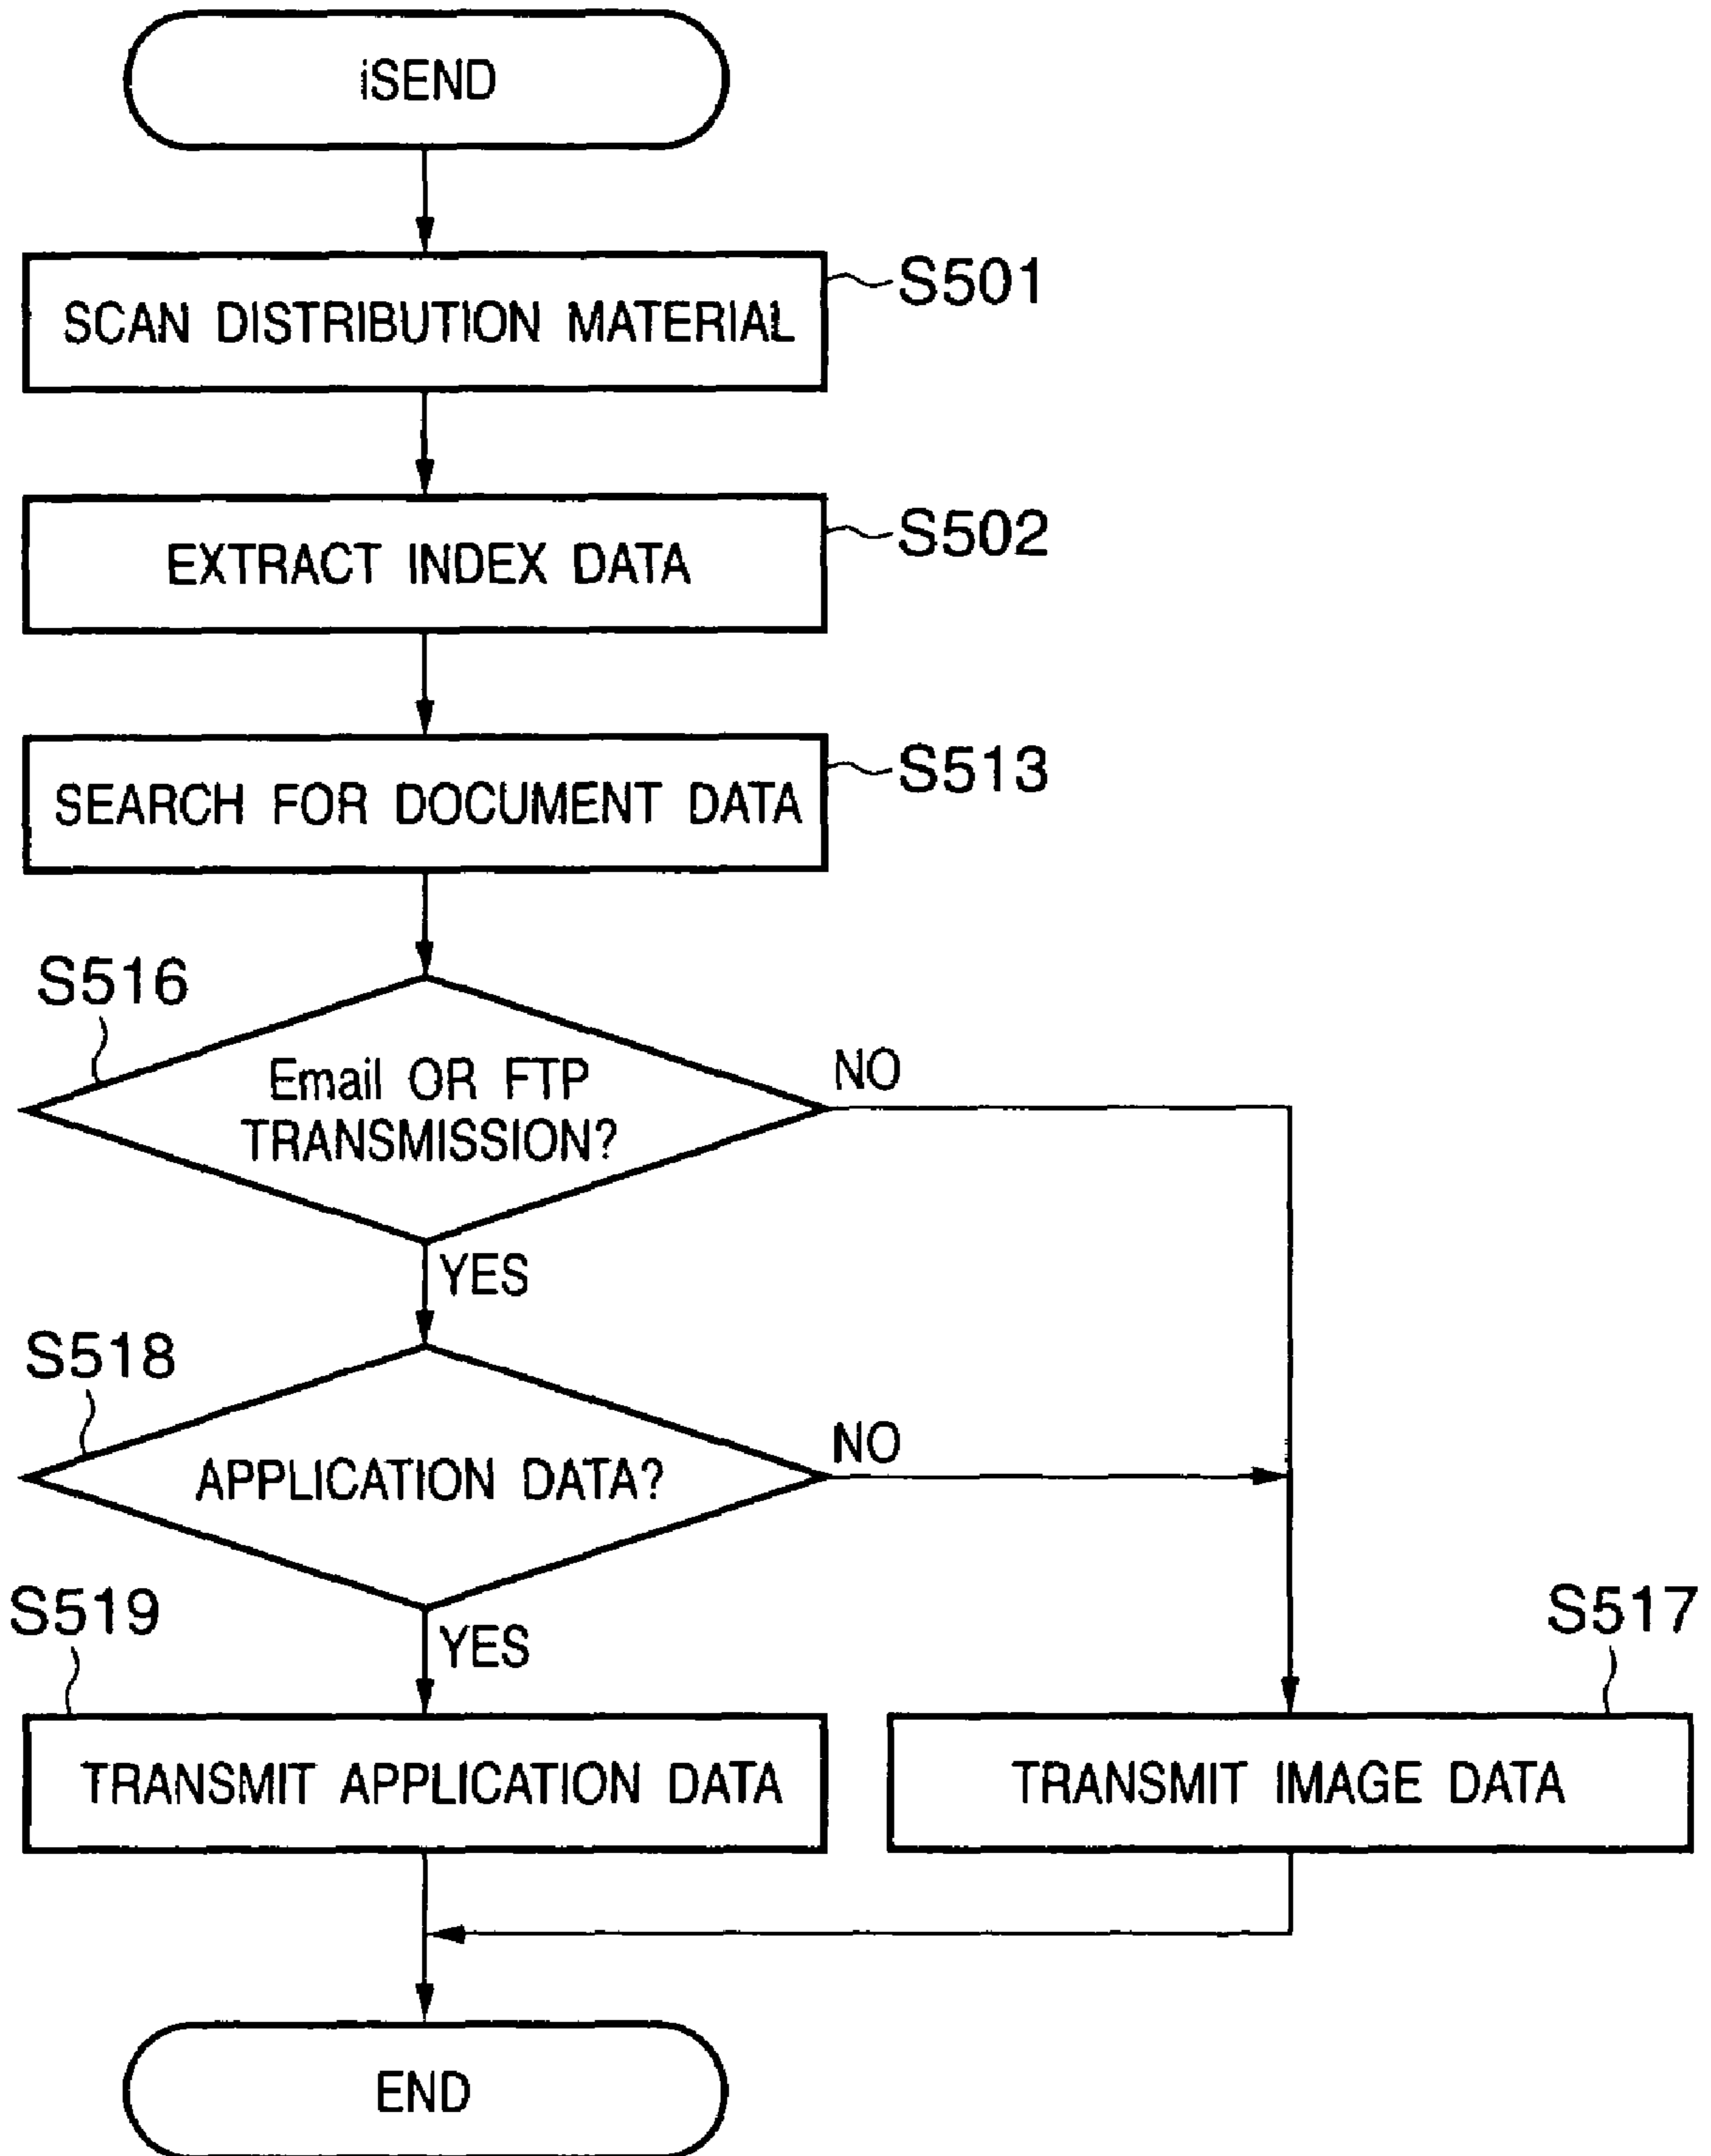 iSEND
S501
SCAN DISTRIBUTION MATERIAL
S502
EXTRACT INDEX DATA
S513
SEARCH FOR DOCUMENT DATA
S516
Email OR FTP
TRANSMISSION?
NO
YES
S518
APPLICATION DATA?
NO
YES
S519
TRANSMIT APPLICATION DATA
S517
TRANSMIT IMAGE DATA
END